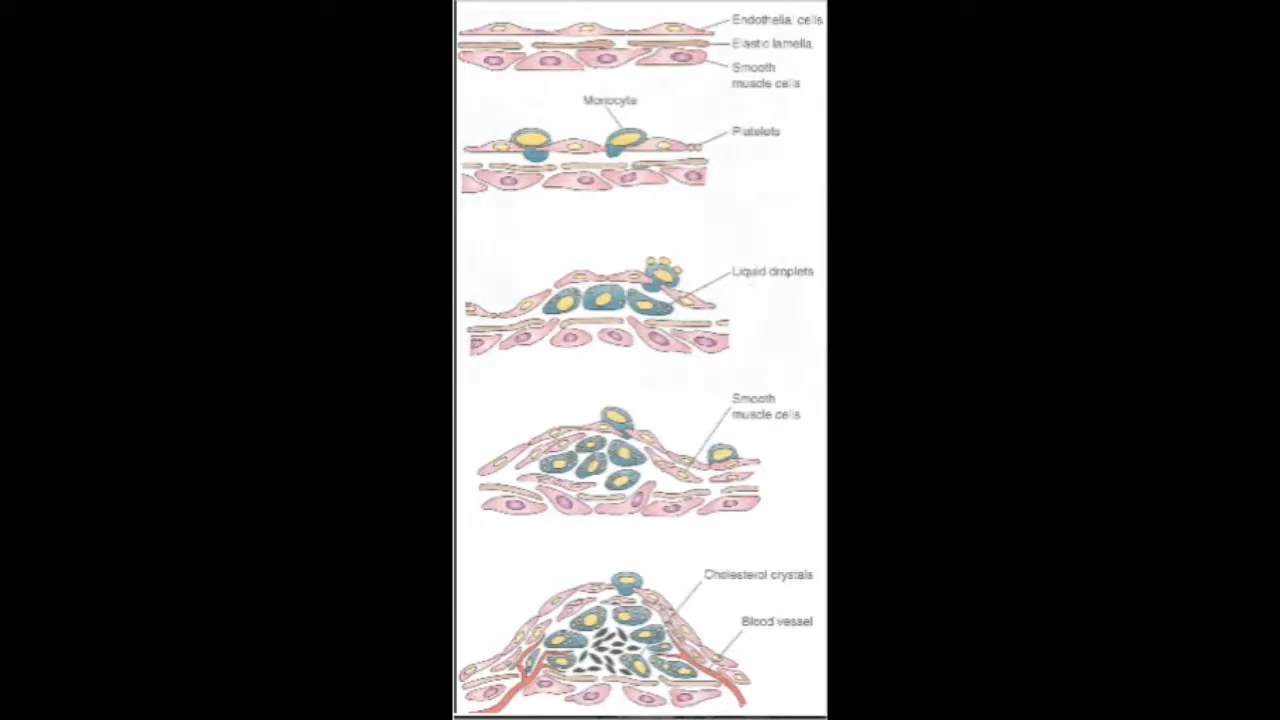 Endothelial cells
Elastic lamella
Smooth
muscle cells
Monocyte
Platelets
Liquid droplets
Smooth
muscle cells
Cholesterol crystals
Blood vessel